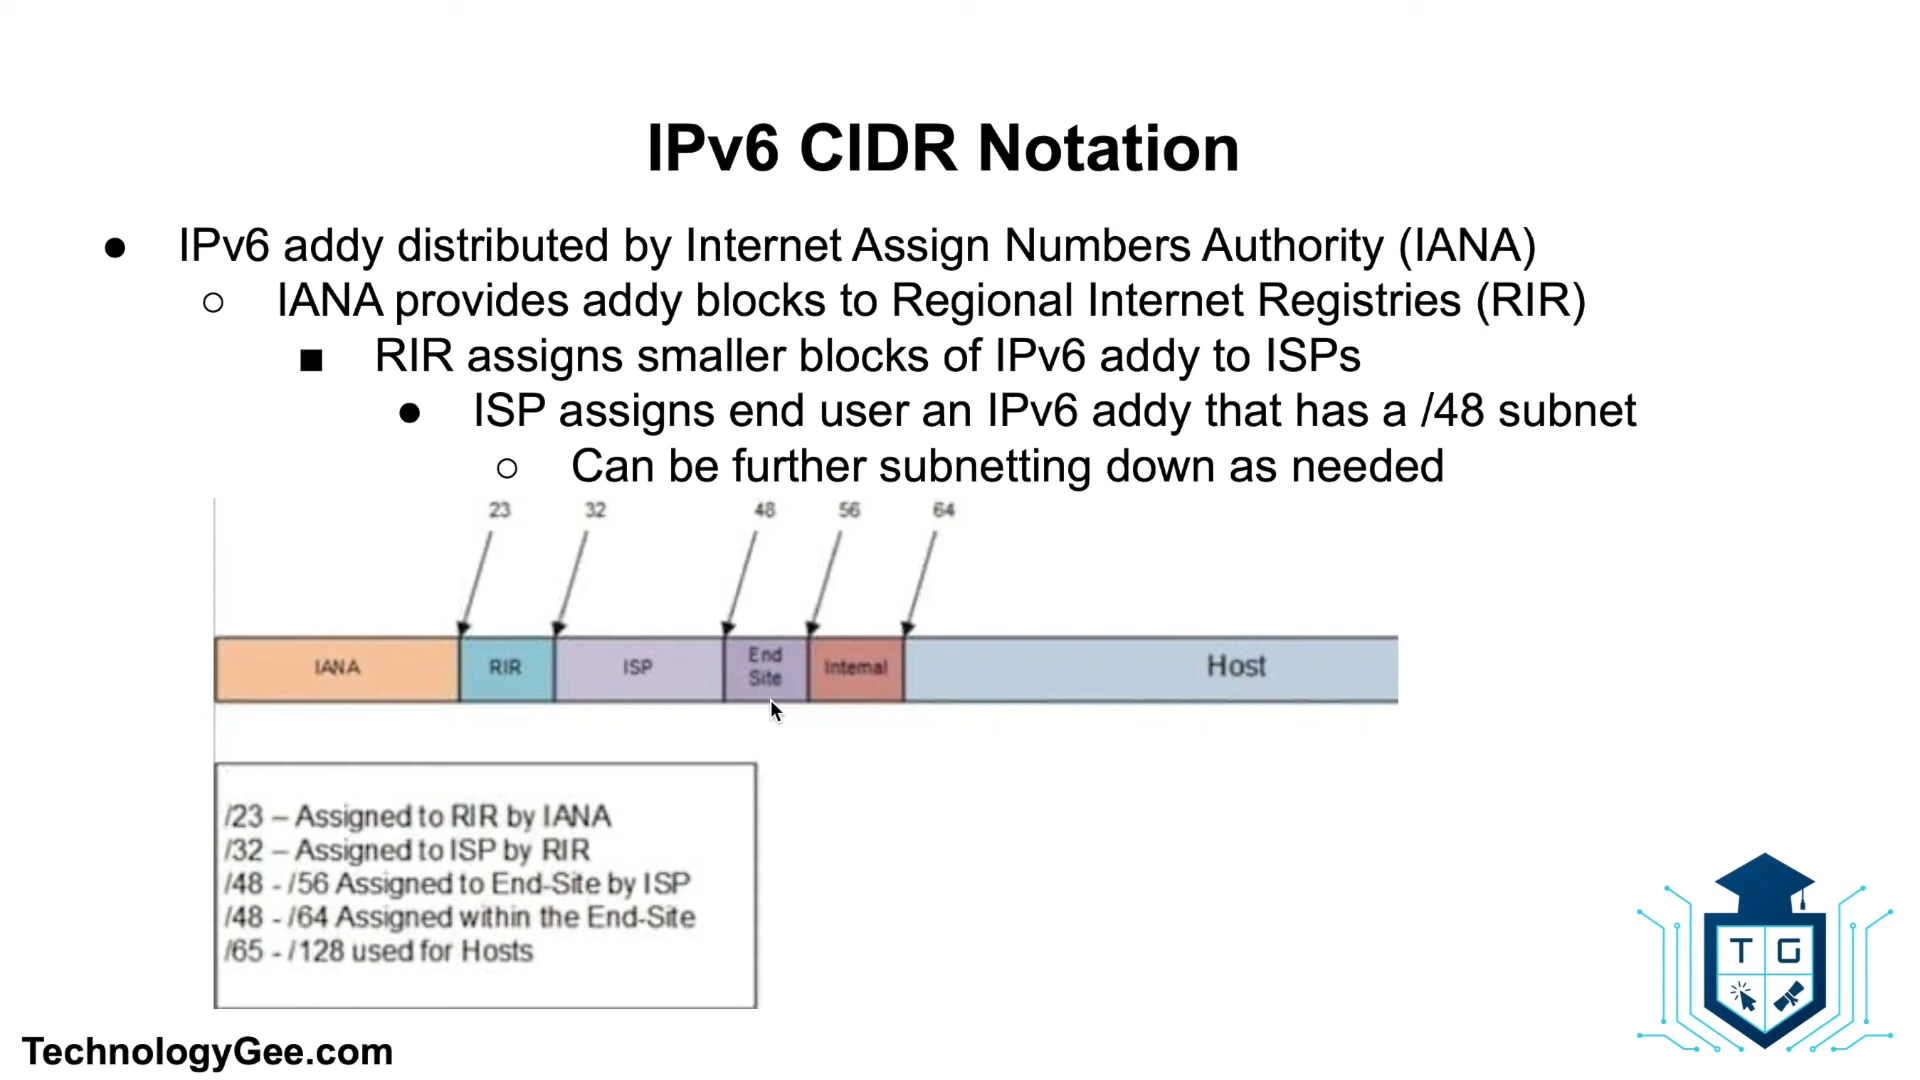 IPv6 CIDR Notation
● IPv6 addy distributed by Internet Assign Numbers Authority (IANA)
○ IANA provides addy blocks to Regional Internet Registries (RIR)
■ RIR assigns smaller blocks of IPv6 addy to ISPs
● ISP assigns end user an IPv6 addy that has a /48 subnet
○ Can be further subnetting down as needed
23 32 48 56 64
IANA RIR ISP End Site Internal Host
/23 – Assigned to RIR by IANA
/32 – Assigned to ISP by RIR
/48 - /56 Assigned to End-Site by ISP
/48 - /64 Assigned within the End-Site
/65 - /128 used for Hosts
T G
TechnologyGee.com